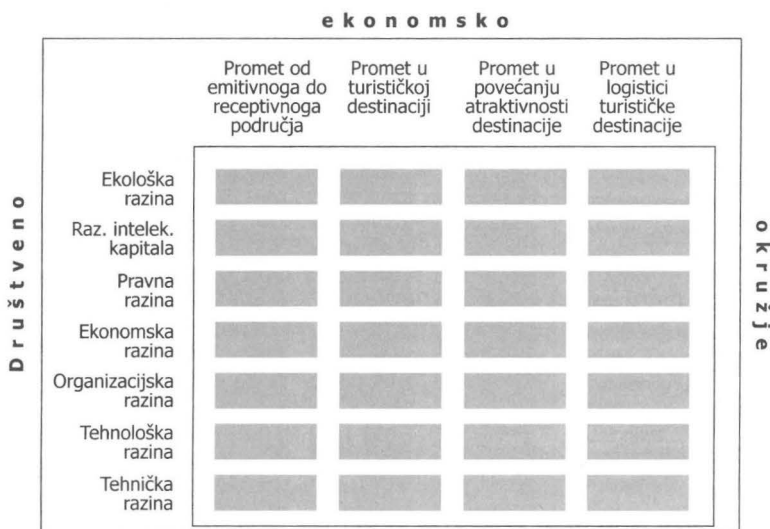 ekonomsko
Društveno
okružje
Promet od
emitivnoga do
receptivnoga
područja
Promet u
turističkoj
destinaciji
Promet u
povećanju
atraktivnosti
destinacije
Promet u
logistici
turističke
destinacije
Ekološka
razina
Raz. intelek.
kapitala
Pravna
razina
Ekonomska
razina
Organizacijska
razina
Tehnološka
razina
Tehnička
razina